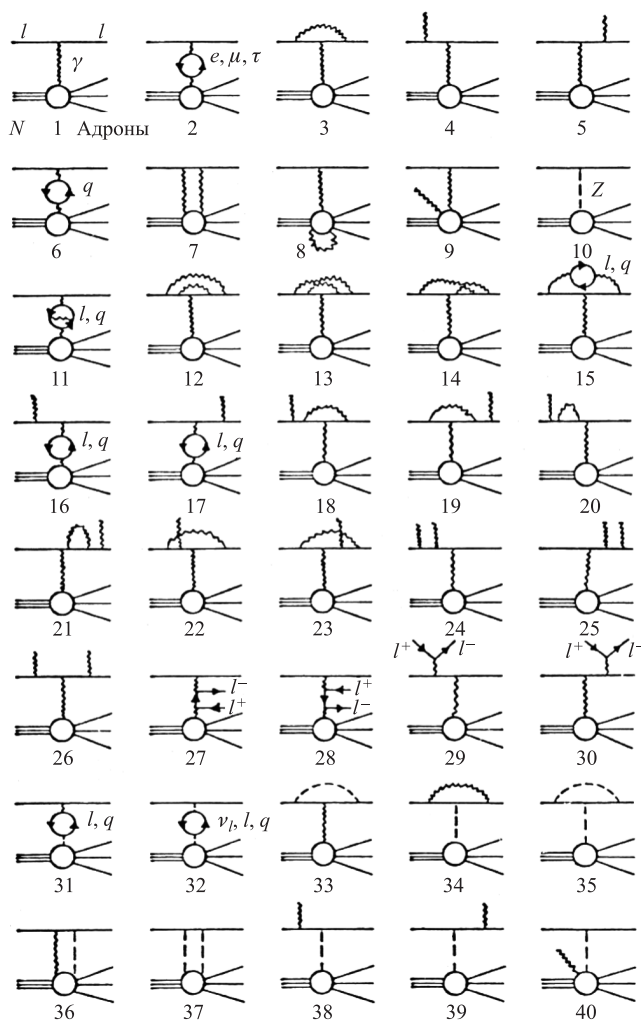 l l
γ e, μ, τ
N 1 Адроны 2 3 4 5
q Z
6 7 8 9 10
l, q
l, q
11 12 13 14 15
l, q l, q
16 17 18 19 20
21 22 23 24 25
l⁺ l⁻ l⁺ l⁻
l⁻ l⁺
l⁺ l⁻
26 27 28 29 30
l, q νl, l, q
31 32 33 34 35
36 37 38 39 40